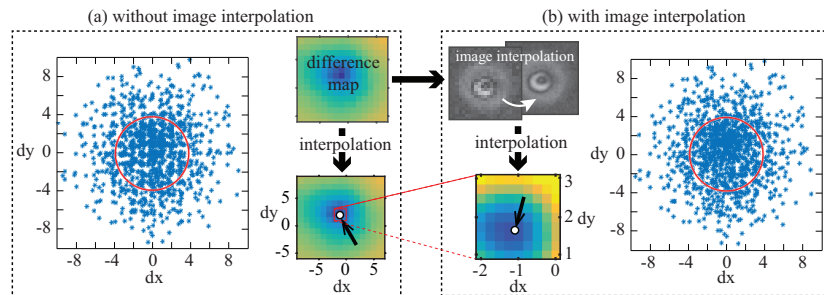 (a) without image interpolation
(b) with image interpolation
8
4
0
-4
-8
dy
-8 -4 0 4 8
dx
difference
map
interpolation
5
0
-5
dy
-5 0 5
dx
image interpolation
interpolation
3
2
1
dy
-2 -1 0
dx
8
4
0
-4
-8
dy
-8 -4 0 4 8
dx